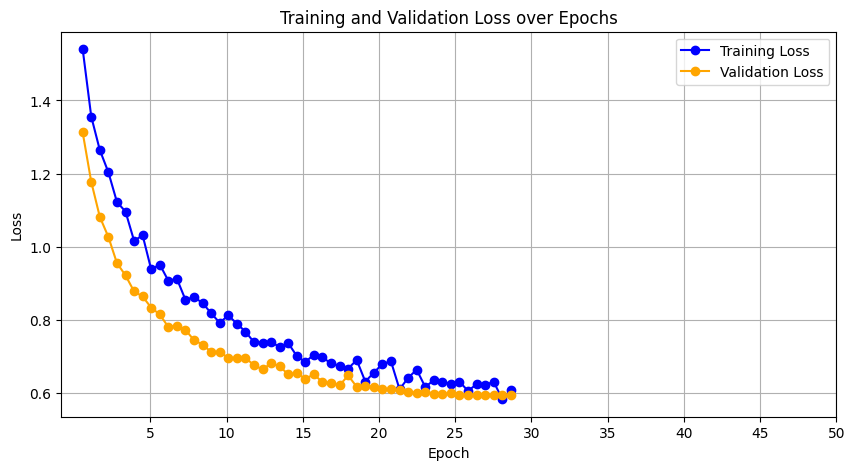 Training and Validation Loss over Epochs
Training Loss
Validation Loss
Loss
1.4
1.2
1.0
0.8
0.6
5 10 15 20 25 30 35 40 45 50
Epoch